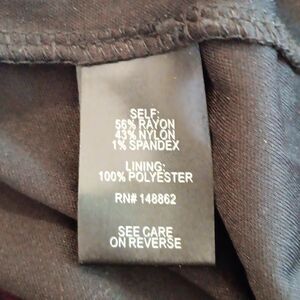 SELF:
56% RAYON
43% NYLON
1% SPANDEX
LINING:
100% POLYESTER
RN# 148862
SEE CARE
ON REVERSE